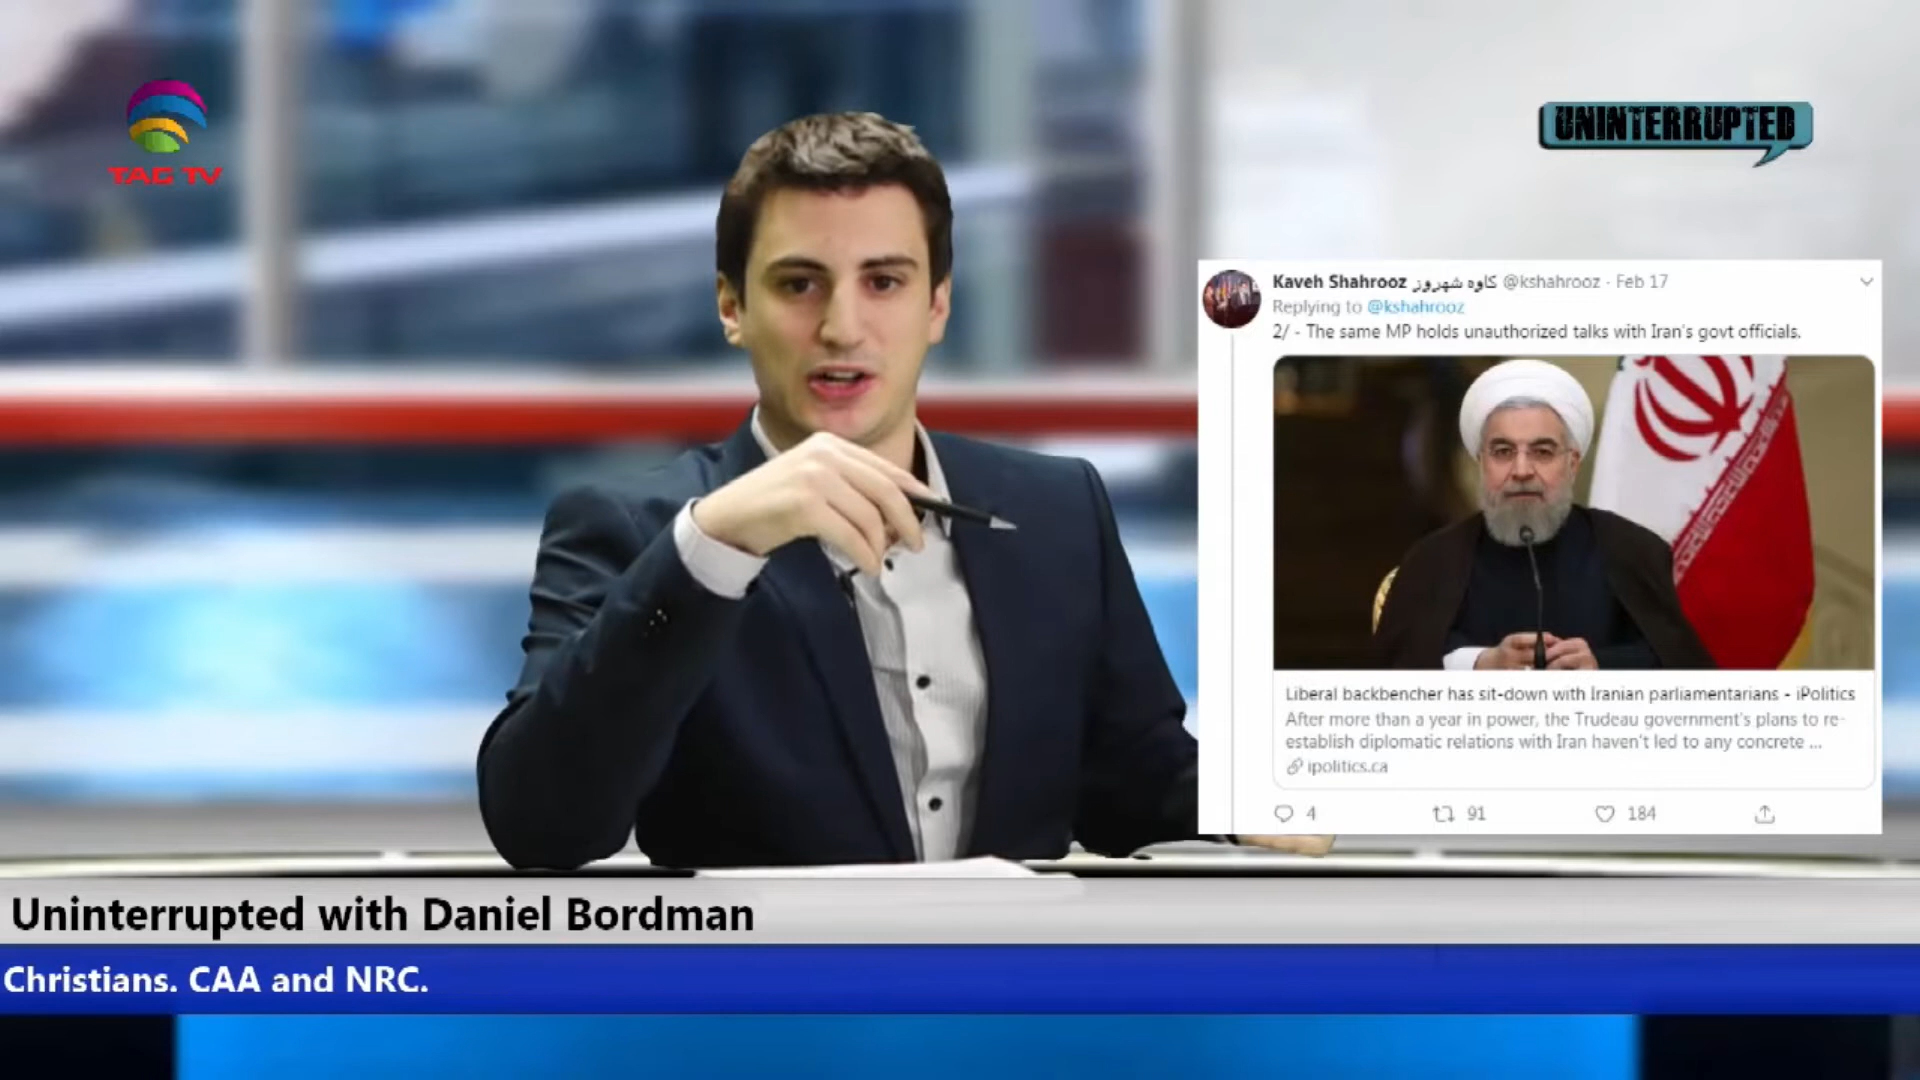 TAG TV
UNINTERRUPTED
Kaveh Shahrooz کاوه شهروز @kshahrooz · Feb 17
Replying to @kshahrooz
2/ - The same MP holds unauthorized talks with Iran's govt officials.
Liberal backbencher has sit-down with Iranian parliamentarians - iPolitics
After more than a year in power, the Trudeau government's plans to re-
establish diplomatic relations with Iran haven't led to any concrete ...
ipolitics.ca
4 91 184
Uninterrupted with Daniel Bordman
Christians. CAA and NRC.